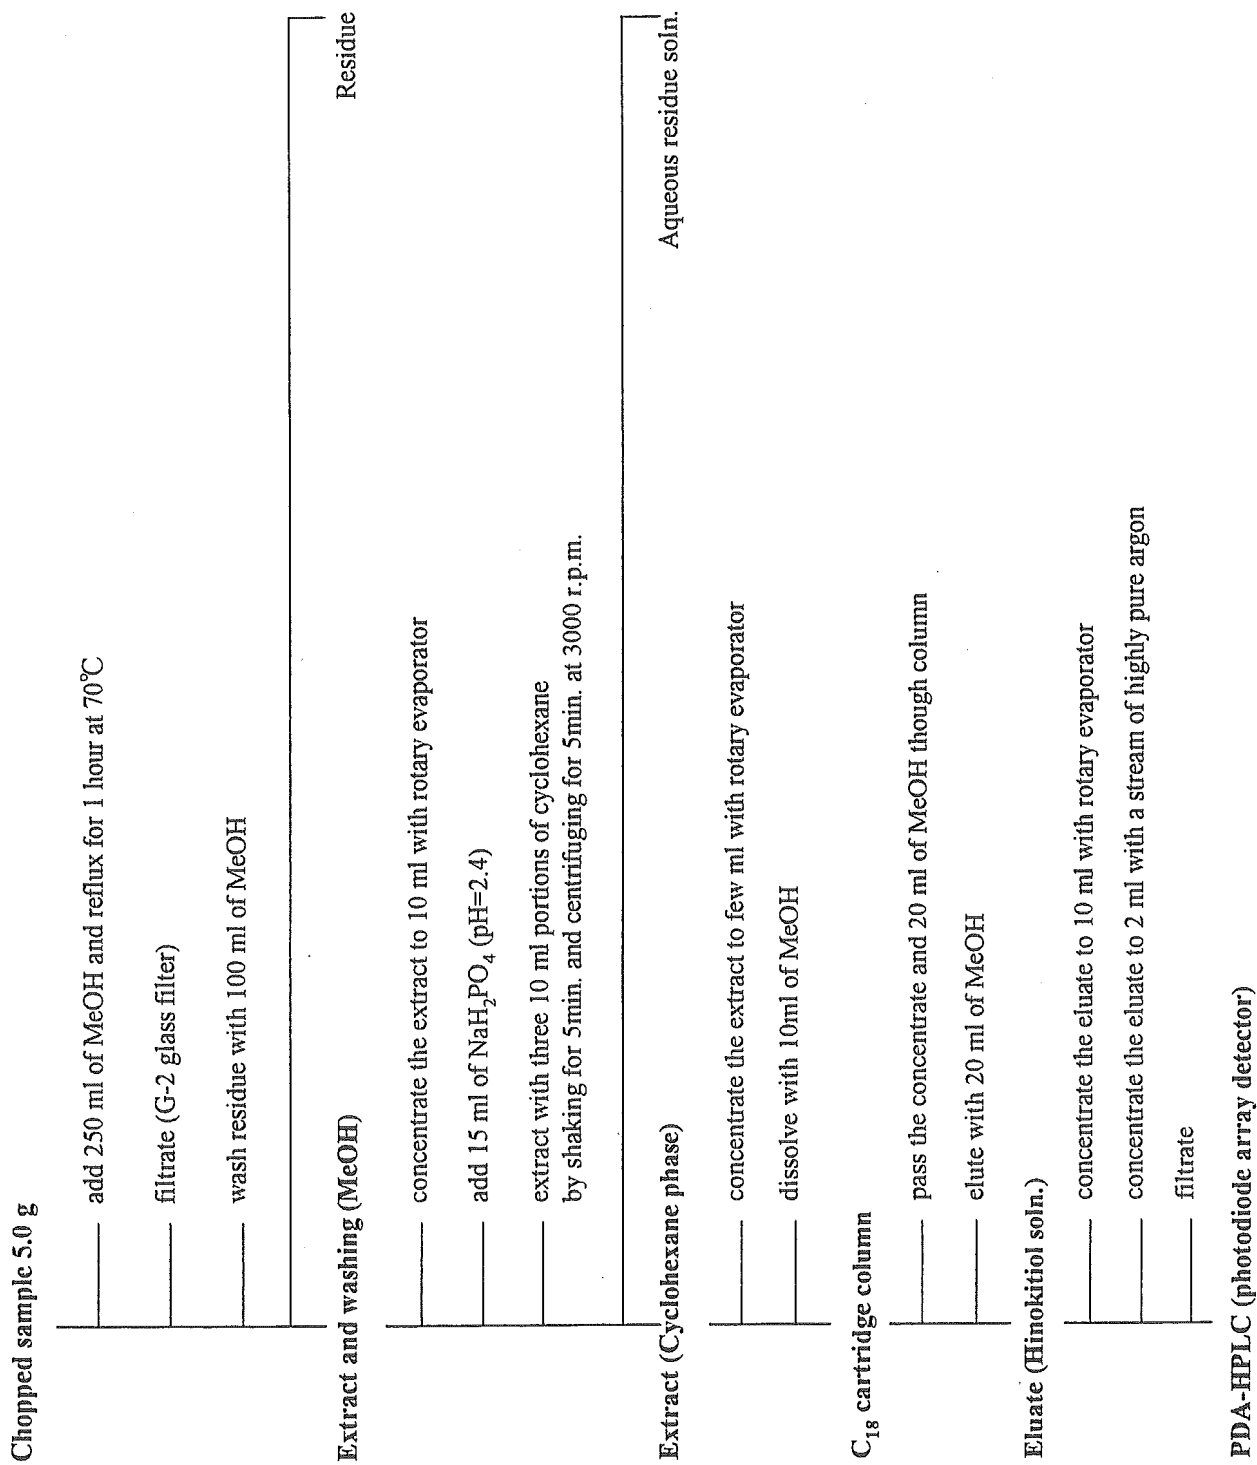 Chopped sample 5.0 g
add 250 ml of MeOH and reflux for 1 hour at 70℃
filtrate (G-2 glass filter)
wash residue with 100 ml of MeOH
Residue
Extract and washing (MeOH)
concentrate the extract to 10 ml with rotary evaporator
add 15 ml of NaH₂PO₄ (pH=2.4)
extract with three 10 ml portions of cyclohexane
by shaking for 5min. and centrifuging for 5min. at 3000 r.p.m.
Aqueous residue soln.
Extract (Cyclohexane phase)
concentrate the extract to few ml with rotary evaporator
dissolve with 10ml of MeOH
C₁₈ cartridge column
pass the concentrate and 20 ml of MeOH though column
elute with 20 ml of MeOH
Eluate (Hinokitiol soln.)
concentrate the eluate to 10 ml with rotary evaporator
concentrate the eluate to 2 ml with a stream of highly pure argon
filtrate
PDA-HPLC (photodiode array detector)